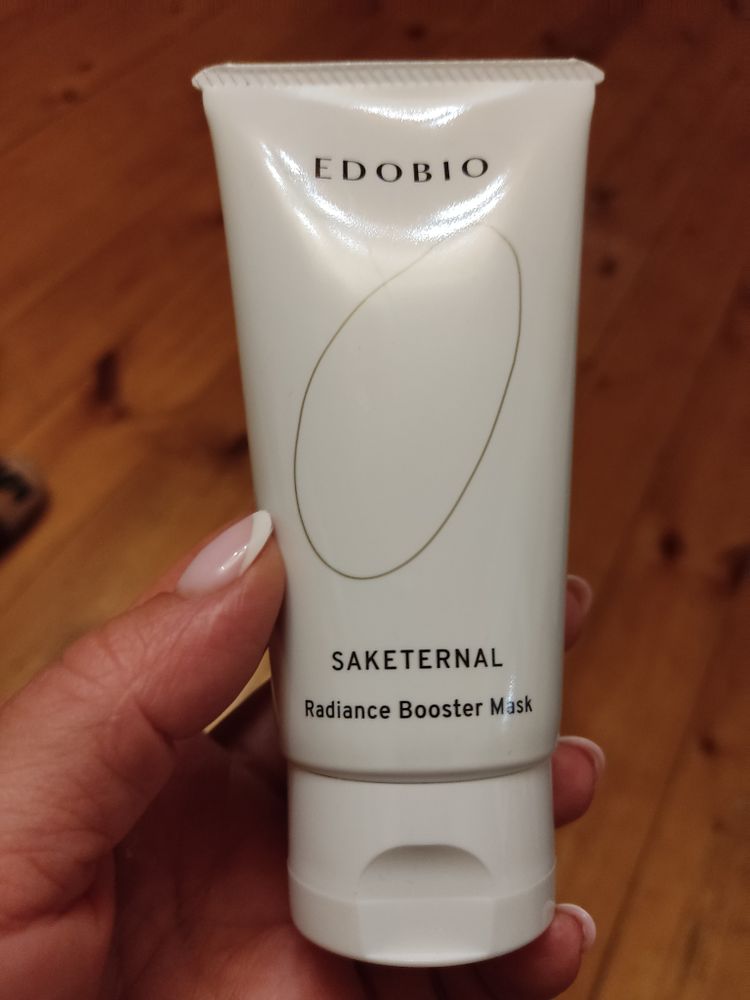 EDOBIO
SAKETERNAL
Radiance Booster Mask